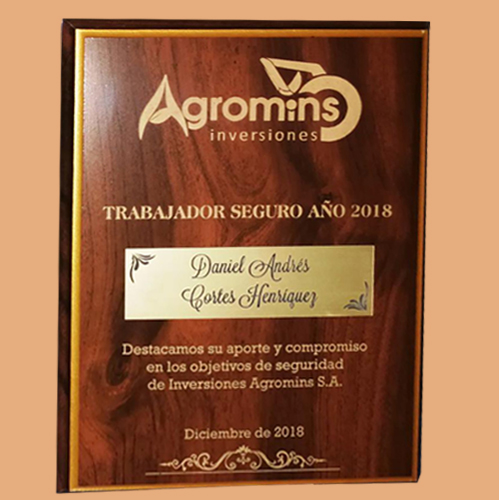 Agromins
inversiones
TRABAJADOR SEGURO AÑO 2018
Daniel Andrés
Cortes Henríquez
Destacamos su aporte y compromiso
en los objetivos de seguridad
de Inversiones Agromins S.A.
Diciembre de 2018